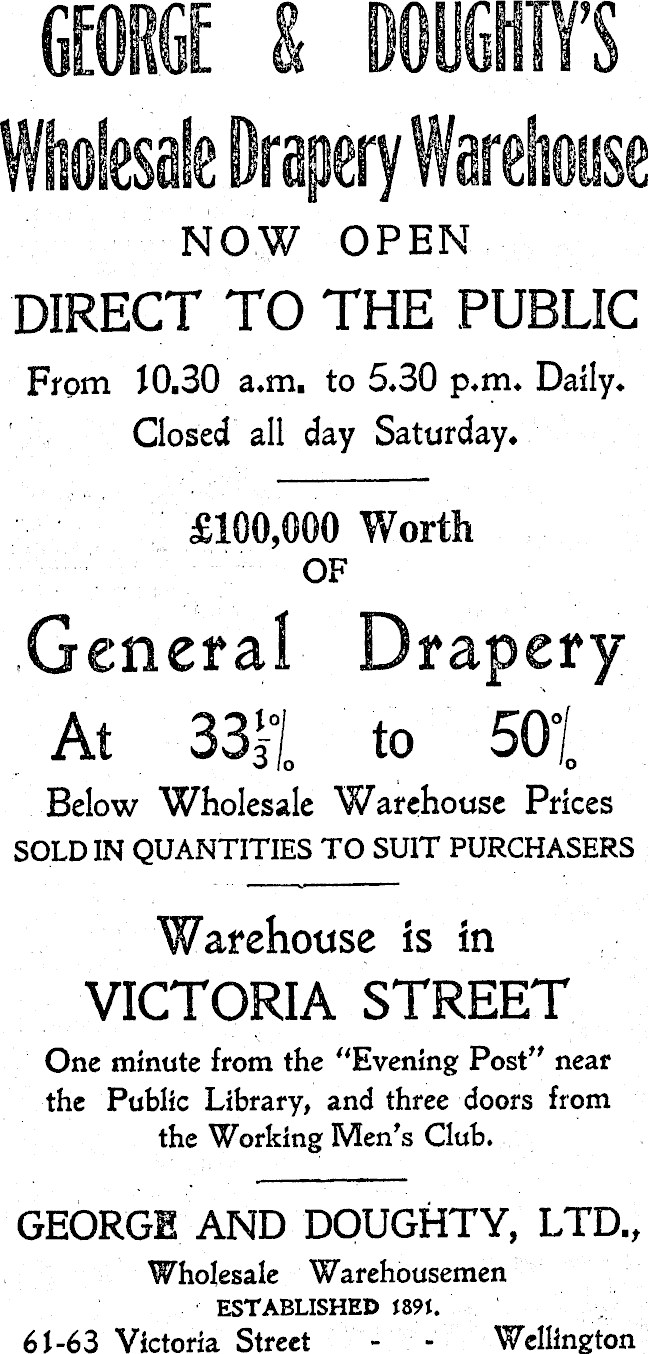 GEORGE & DOUGHTY'S
Wholesale Drapery Warehouse
NOW OPEN
DIRECT TO THE PUBLIC
From 10.30 a.m. to 5.30 p.m. Daily.
Closed all day Saturday.
£100,000 Worth
OF
General Drapery
At 33⅓% to 50%
Below Wholesale Warehouse Prices
SOLD IN QUANTITIES TO SUIT PURCHASERS
Warehouse is in
VICTORIA STREET
One minute from the "Evening Post" near
the Public Library, and three doors from
the Working Men's Club.
GEORGE AND DOUGHTY, LTD.,
Wholesale Warehousemen
ESTABLISHED 1891.
61-63 Victoria Street - - Wellington